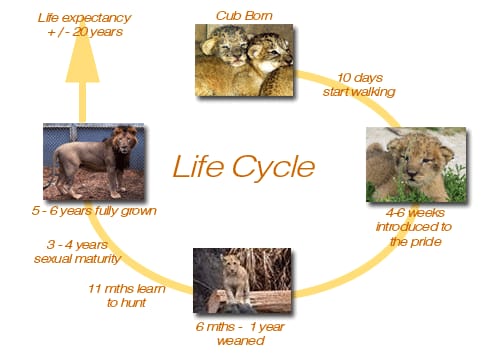 Life expectancy
+ / - 20 years
Cub Born
10 days
start walking
Life Cycle
4-6 weeks
introduced to
the pride
5 - 6 years fully grown
3 - 4 years
sexual maturity
11 mths learn
to hunt
6 mths - 1 year
weaned